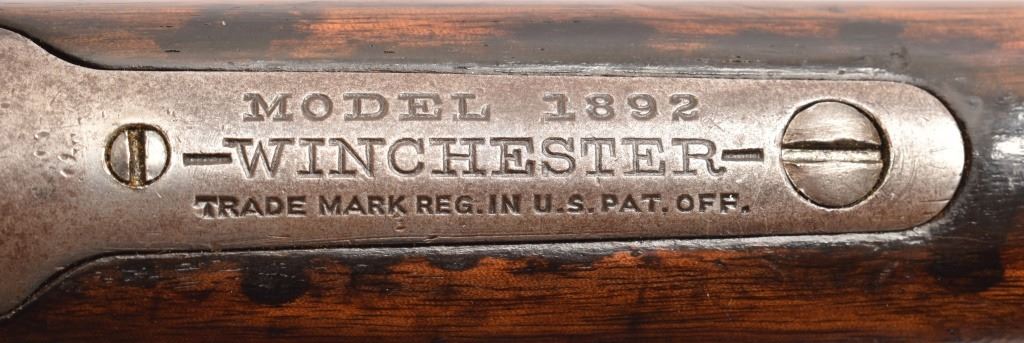 MODEL 1892
-WINCHESTER-
TRADE MARK REG. IN U.S. PAT. OFF.